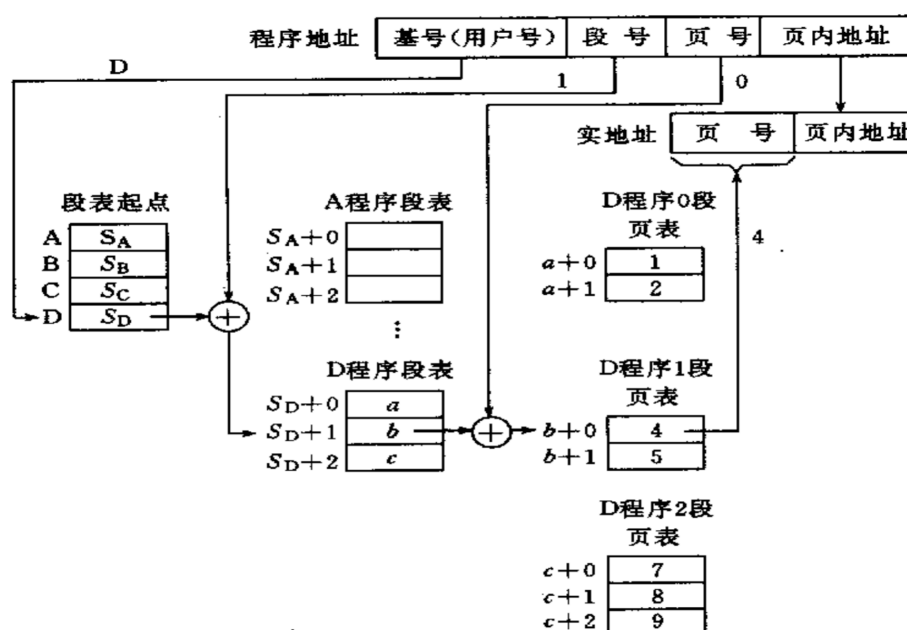 程序地址 基号(用户号) 段 号 页 号 页内地址
D 1 0
实地址 页 号 页内地址
段表起点 A程序段表 D程序0段
页表
4
A S_A
B S_B
C S_C
D S_D
S_A+0
S_A+1
S_A+2
a+0 1
a+1 2
+
⋮
D程序段表 D程序1段
页表
S_D+0 a
S_D+1 b + b+0 4
S_D+2 c b+1 5
D程序2段
页表
c+0 7
c+1 8
c+2 9